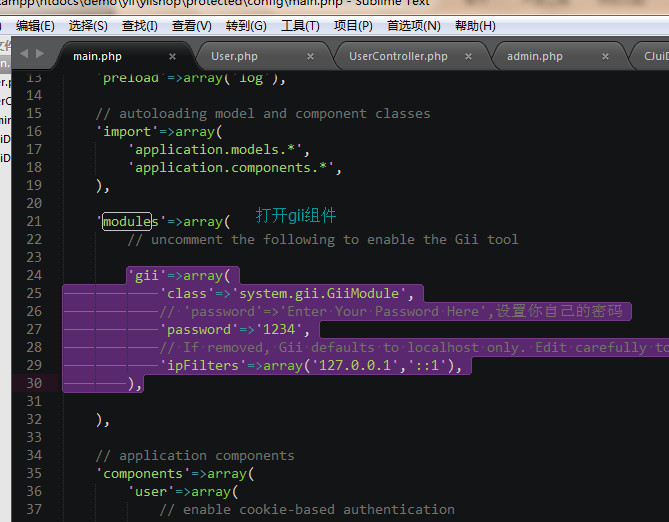 ampp\htdocs\demo\yii\yiishop\protected\config\main.php - Sublime Text
编辑(E) 选择(S) 查找(I) 查看(V) 转到(G) 工具(T) 项目(P) 首选项(N) 帮助(H)
main.php × User.php × UserController.php × admin.php × CJuiD
13 'preload'=>array('log'),
14
15 // autoloading model and component classes
16 'import'=>array(
17 'application.models.*',
18 'application.components.*',
19 ),
20
21 'modules'=>array( 打开gii组件
22 // uncomment the following to enable the Gii tool
23
24 'gii'=>array(
25 'class'=>'system.gii.GiiModule',
26 // 'password'=>'Enter Your Password Here',设置你自己的密码
27 'password'=>'1234',
28 // If removed, Gii defaults to localhost only. Edit carefully to
29 'ipFilters'=>array('127.0.0.1','::1'),
30 ),
31
32 ),
33
34 // application components
35 'components'=>array(
36 'user'=>array(
37 // enable cookie-based authentication